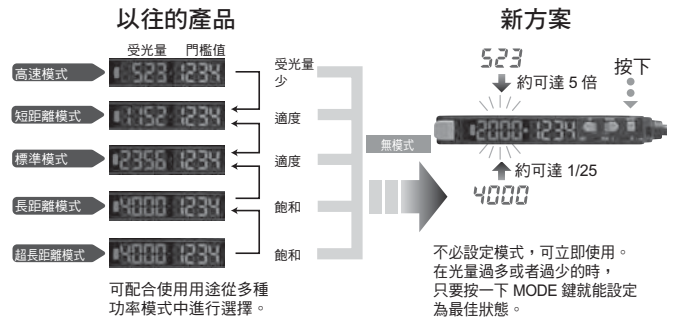 以往的產品
新方案
受光量 門檻值
高速模式 523 1234 受光量少
短距離模式 1152 1234 適度
標準模式 2356 1234 適度
長距離模式 4000 1234 飽和
超長距離模式 4000 1234 飽和
可配合使用用途從多種
功率模式中進行選擇。
無模式
523
約可達 5 倍
按下
2000 1234
約可達 1/25
4000
不必設定模式，可立即使用。
在光量過多或者過少的時，
只要按一下 MODE 鍵就能設定
為最佳狀態。